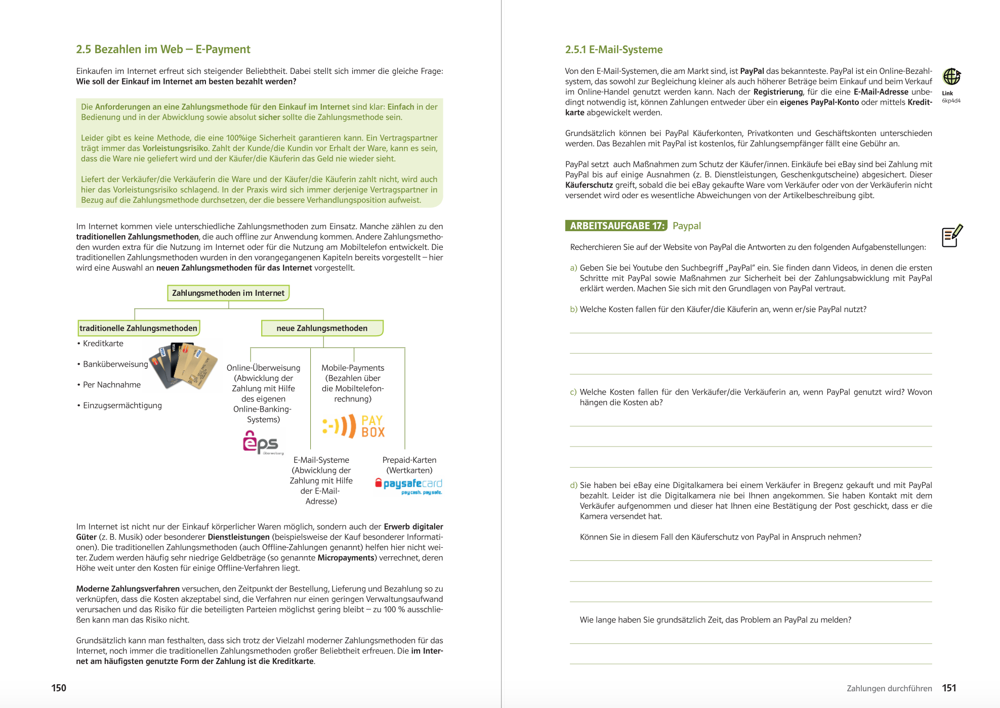 2.5 Bezahlen im Web – E-Payment
Einkaufen im Internet erfreut sich steigender Beliebtheit. Dabei stellt sich immer die gleiche Frage:
Wie soll der Einkauf im Internet am besten bezahlt werden?
Die Anforderungen an eine Zahlungsmethode für den Einkauf im Internet sind klar: Einfach in der
Bedienung und in der Abwicklung sowie absolut sicher sollte die Zahlungsmethode sein.
Leider gibt es keine Methode, die eine 100%ige Sicherheit garantieren kann. Ein Vertragspartner
trägt immer das Vorleistungsrisiko. Zahlt der Kunde/die Kundin vor Erhalt der Ware, kann es sein,
dass die Ware nie geliefert wird und der Käufer/die Käuferin das Geld nie wieder sieht.
Liefert der Verkäufer/die Verkäuferin die Ware und der Käufer/die Käuferin zahlt nicht, wird auch
hier das Vorleistungsrisiko schlagend. In der Praxis wird sich immer derjenige Vertragspartner in
Bezug auf die Zahlungsmethode durchsetzen, der die bessere Verhandlungsposition aufweist.
Im Internet kommen viele unterschiedliche Zahlungsmethoden zum Einsatz. Manche zählen zu den
traditionellen Zahlungsmethoden, die auch offline zur Anwendung kommen. Andere Zahlungsmetho-
den wurden extra für die Nutzung im Internet oder für die Nutzung am Mobiltelefon entwickelt. Die
traditionellen Zahlungsmethoden wurden in den vorangegangenen Kapiteln bereits vorgestellt – hier
wird eine Auswahl an neuen Zahlungsmethoden für das Internet vorgestellt.
Zahlungsmethoden im Internet
traditionelle Zahlungsmethoden
• Kreditkarte
• Banküberweisung
• Per Nachnahme
• Einzugsermächtigung
VISA
VISA
VISA
neue Zahlungsmethoden
Online-Überweisung
(Abwicklung der
Zahlung mit Hilfe
des eigenen
Online-Banking-
Systems)
eps
Überweisung
Mobile-Payments
(Bezahlen über
die Mobiltelefon-
rechnung)
PAY
BOX
E-Mail-Systeme
(Abwicklung der
Zahlung mit Hilfe
der E-Mail-
Adresse)
Prepaid-Karten
(Wertkarten)
paysafecard
pay cash. pay safe.
Im Internet ist nicht nur der Einkauf körperlicher Waren möglich, sondern auch der Erwerb digitaler
Güter (z. B. Musik) oder besonderer Dienstleistungen (beispielsweise der Kauf besonderer Informati-
onen). Die traditionellen Zahlungsmethoden (auch Offline-Zahlungen genannt) helfen hier nicht wei-
ter. Zudem werden häufig sehr niedrige Geldbeträge (so genannte Micropayments) verrechnet, deren
Höhe weit unter den Kosten für einige Offline-Verfahren liegt.
Moderne Zahlungsverfahren versuchen, den Zeitpunkt der Bestellung, Lieferung und Bezahlung so zu
verknüpfen, dass die Kosten akzeptabel sind, die Verfahren nur einen geringen Verwaltungsaufwand
verursachen und das Risiko für die beteiligten Parteien möglichst gering bleibt – zu 100 % ausschlie-
ßen kann man das Risiko nicht.
Grundsätzlich kann man festhalten, dass sich trotz der Vielzahl moderner Zahlungsmethoden für das
Internet, noch immer die traditionellen Zahlungsmethoden großer Beliebtheit erfreuen. Die im Inter-
net am häufigsten genutzte Form der Zahlung ist die Kreditkarte.
150
2.5.1 E-Mail-Systeme
Von den E-Mail-Systemen, die am Markt sind, ist PayPal das bekannteste. PayPal ist ein Online-Bezahl-
system, das sowohl zur Begleichung kleiner als auch höherer Beträge beim Einkauf und beim Verkauf
im Online-Handel genutzt werden kann. Nach der Registrierung, für die eine E-Mail-Adresse unbe-
dingt notwendig ist, können Zahlungen entweder über ein eigenes PayPal-Konto oder mittels Kredit-
karte abgewickelt werden.
Link
6kp4d4
Grundsätzlich können bei PayPal Käuferkonten, Privatkonten und Geschäftskonten unterschieden
werden. Das Bezahlen mit PayPal ist kostenlos, für Zahlungsempfänger fällt eine Gebühr an.
PayPal setzt auch Maßnahmen zum Schutz der Käufer/innen. Einkäufe bei eBay sind bei Zahlung mit
PayPal bis auf einige Ausnahmen (z. B. Dienstleistungen, Geschenkgutscheine) abgesichert. Dieser
Käuferschutz greift, sobald die bei eBay gekaufte Ware vom Verkäufer oder von der Verkäuferin nicht
versendet wird oder es wesentliche Abweichungen von der Artikelbeschreibung gibt.
ARBEITSAUFGABE 17: Paypal
Recherchieren Sie auf der Website von PayPal die Antworten zu den folgenden Aufgabenstellungen:
a) Geben Sie bei Youtube den Suchbegriff „PayPal“ ein. Sie finden dann Videos, in denen die ersten
Schritte mit PayPal sowie Maßnahmen zur Sicherheit bei der Zahlungsabwicklung mit PayPal
erklärt werden. Machen Sie sich mit den Grundlagen von PayPal vertraut.
b) Welche Kosten fallen für den Käufer/die Käuferin an, wenn er/sie PayPal nutzt?
c) Welche Kosten fallen für den Verkäufer/die Verkäuferin an, wenn PayPal genutzt wird? Wovon
hängen die Kosten ab?
d) Sie haben bei eBay eine Digitalkamera bei einem Verkäufer in Bregenz gekauft und mit PayPal
bezahlt. Leider ist die Digitalkamera nie bei Ihnen angekommen. Sie haben Kontakt mit dem
Verkäufer aufgenommen und dieser hat Ihnen eine Bestätigung der Post geschickt, dass er die
Kamera versendet hat.
Können Sie in diesem Fall den Käuferschutz von PayPal in Anspruch nehmen?
Wie lange haben Sie grundsätzlich Zeit, das Problem an PayPal zu melden?
Zahlungen durchführen 151